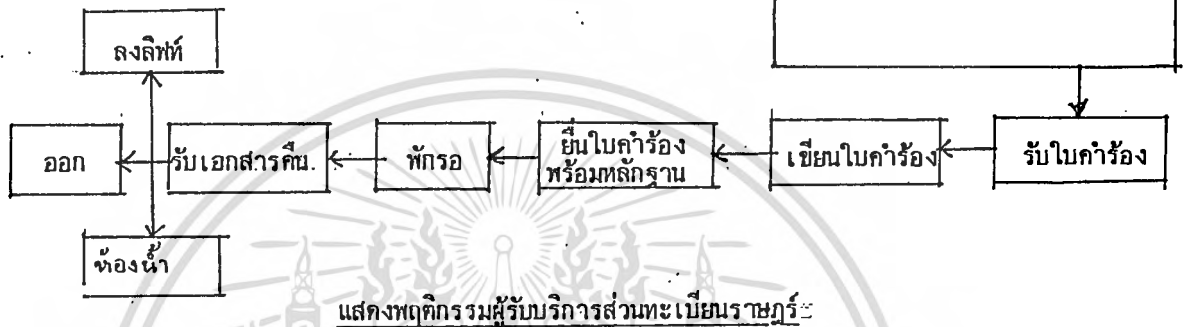 ลงลิฟท์
ออก
รับเอกสารคืน.
พักรอ
ยื่นใบคำร้อง
พร้อมหลักฐาน
เขียนใบคำร้อง
รับใบคำร้อง
ห้องน้ำ
แสดงพฤติกรรมผู้รับบริการส่วนทะเบียนราษฎร์